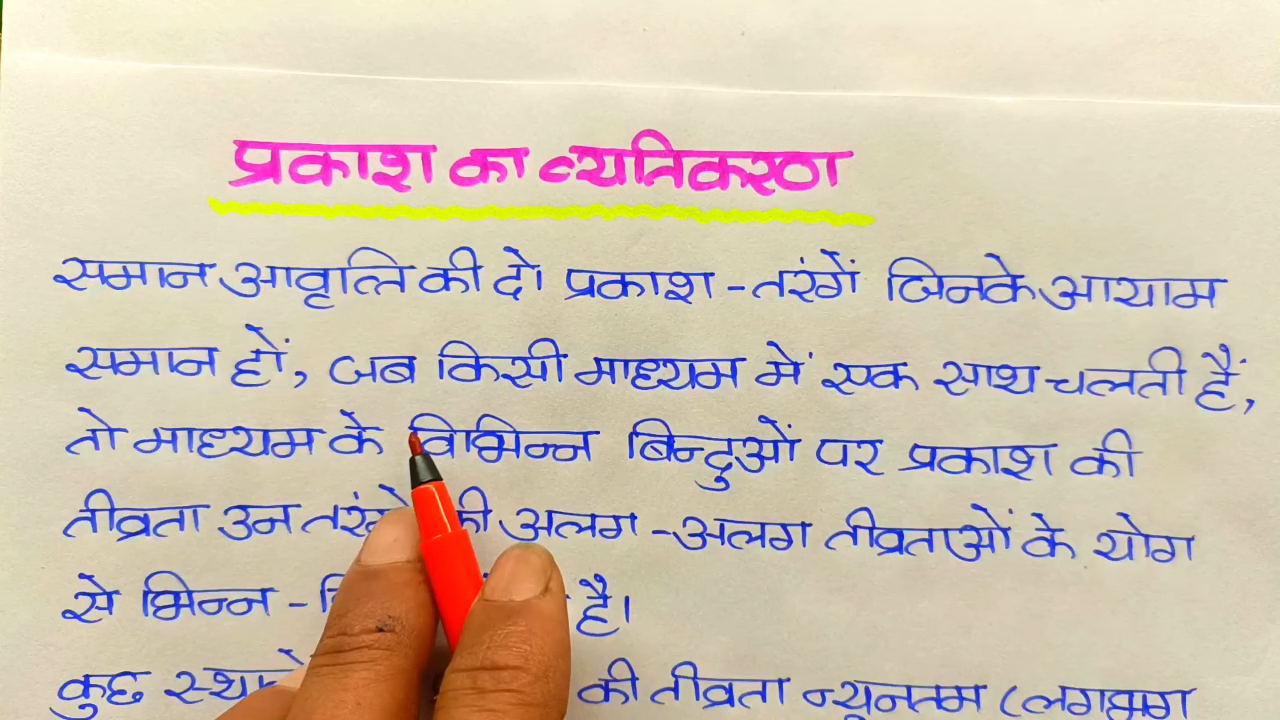 प्रकाश का व्यतिकरण
समान आवृत्ति की दो प्रकाश-तरंगें जिनके आयाम
समान हों, जब किसी माध्यम में एक साथ चलती हैं,
तो माध्यम के विभिन्न बिन्दुओं पर प्रकाश की
तीव्रता उन की अलग-अलग तीव्रताओं के योग
से भिन्न - है।
कुछ की तीव्रता न्यूनतम (लगभग